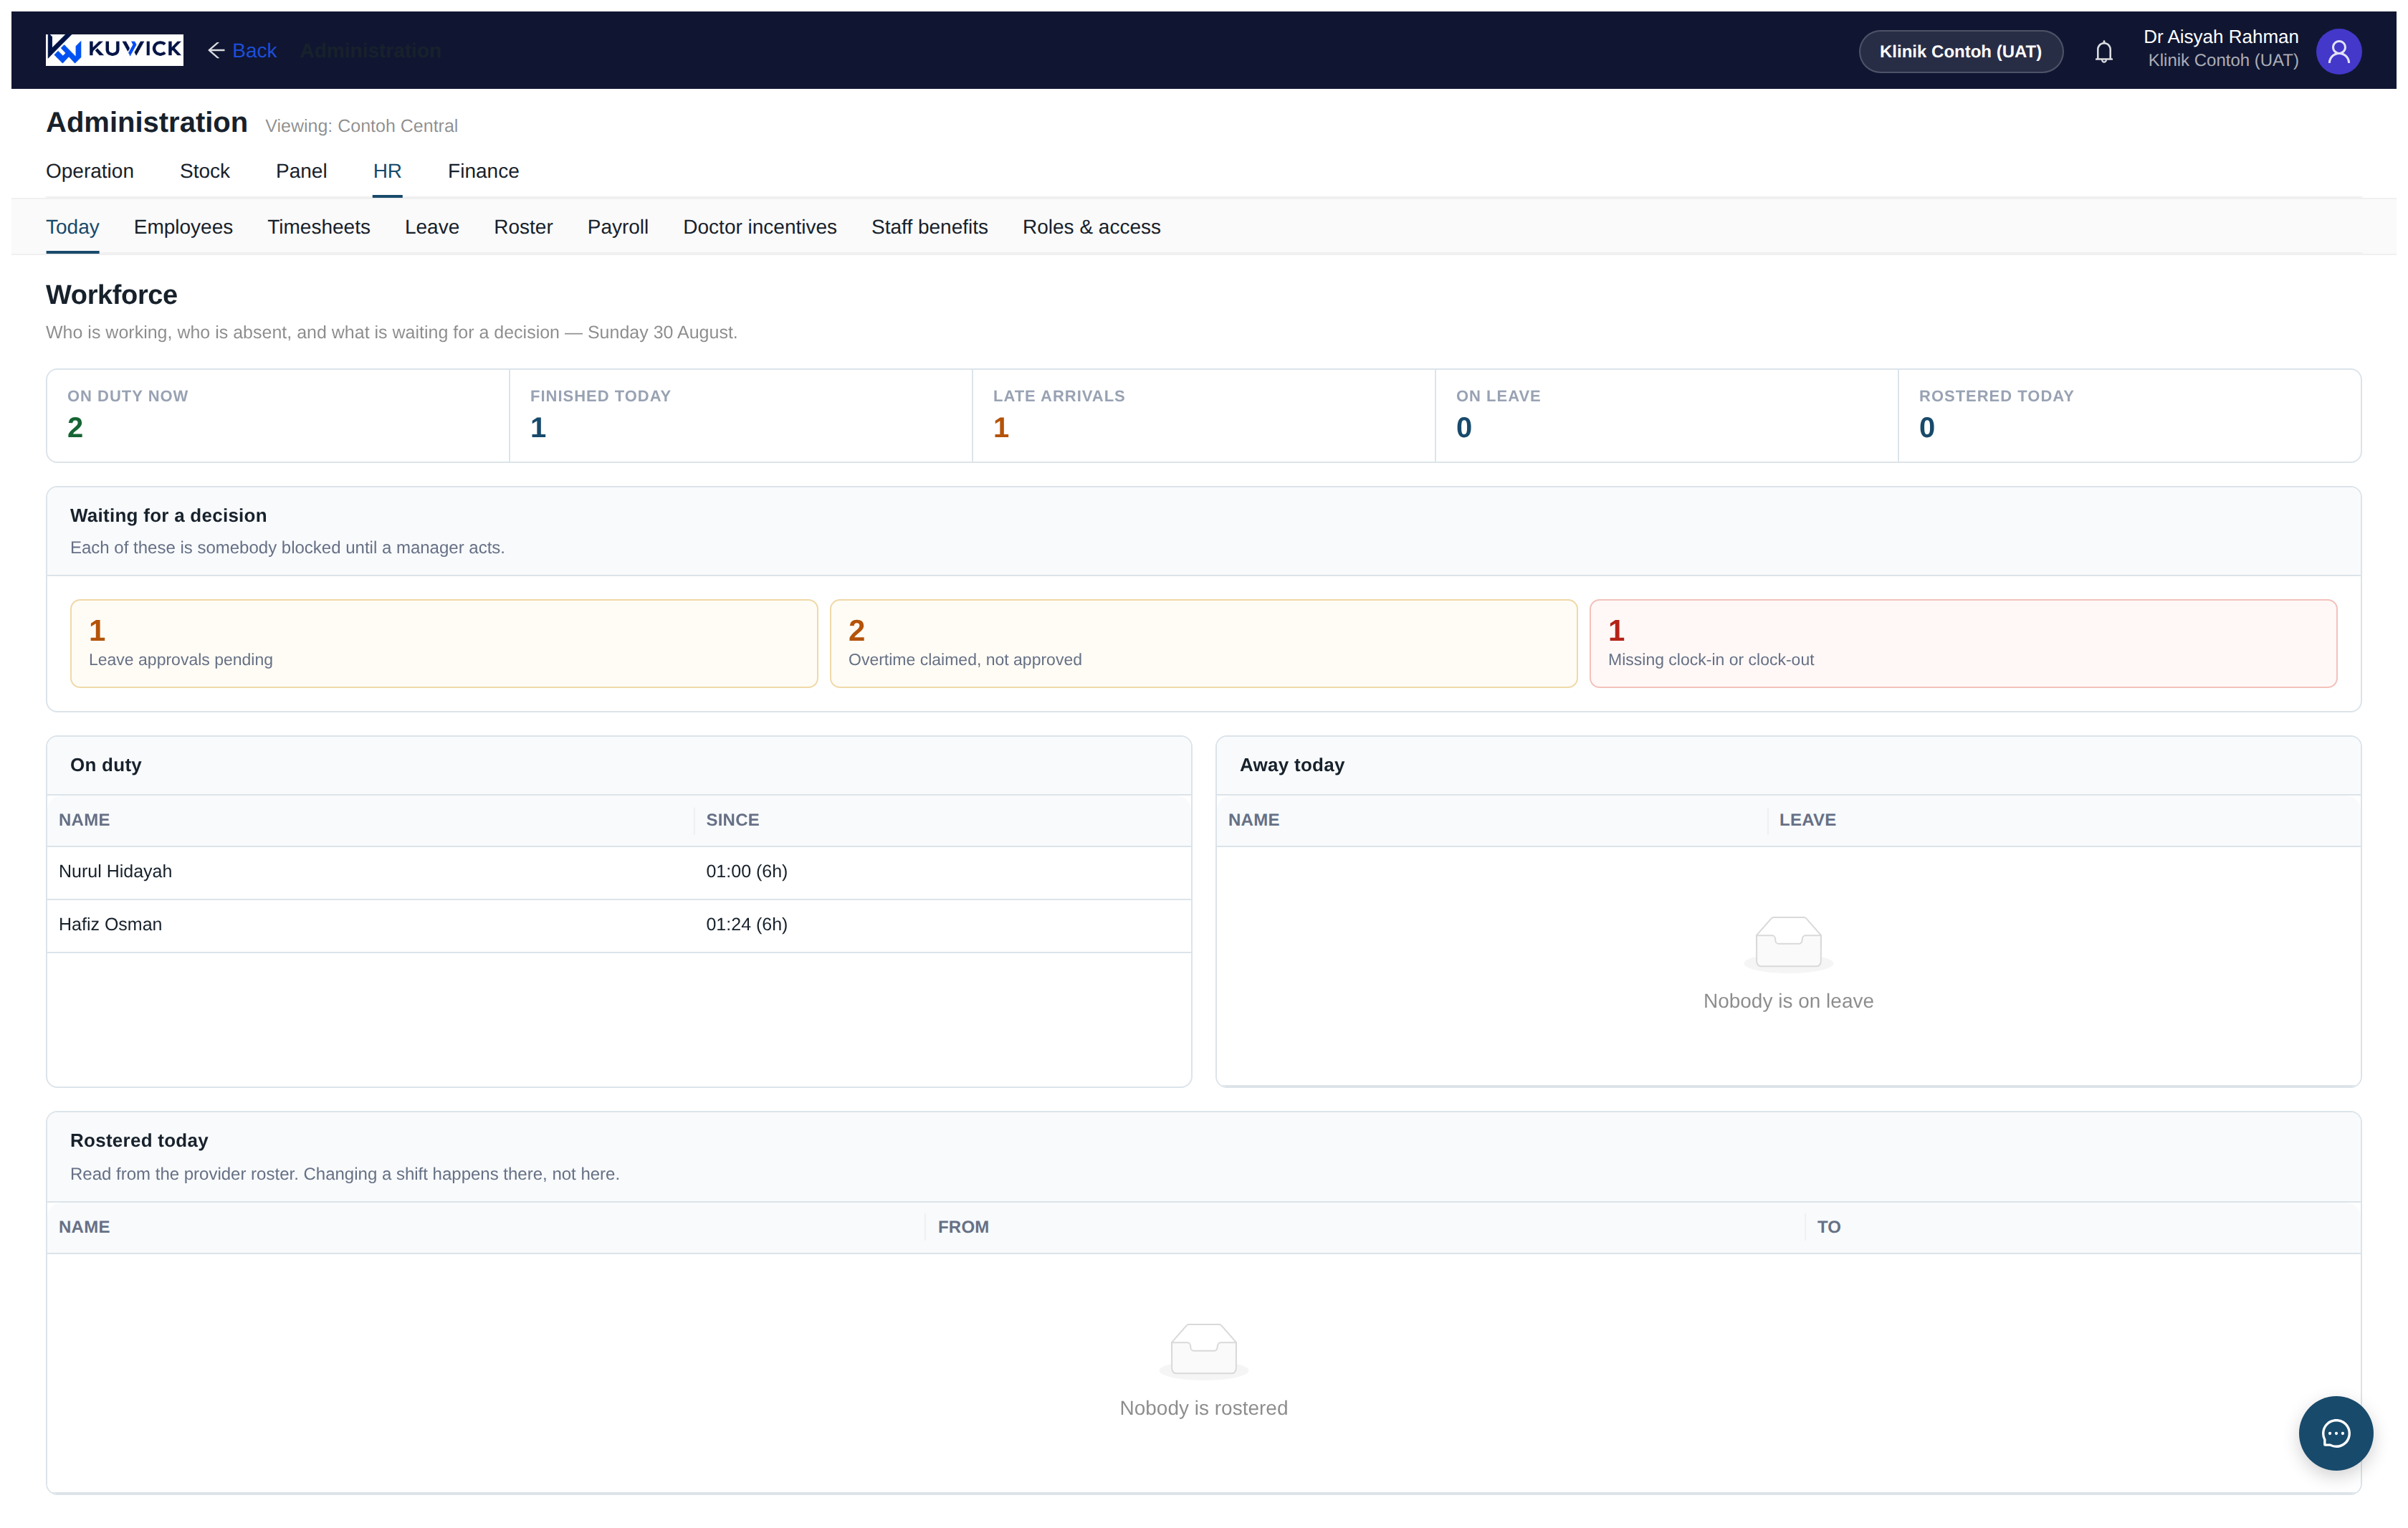 KUWICK
Back
Administration
Klinik Contoh (UAT)
Dr Aisyah Rahman
Klinik Contoh (UAT)
Administration Viewing: Contoh Central
Operation Stock Panel HR Finance
Today Employees Timesheets Leave Roster Payroll Doctor incentives Staff benefits Roles & access
Workforce
Who is working, who is absent, and what is waiting for a decision — Sunday 30 August.
ON DUTY NOW
2
FINISHED TODAY
1
LATE ARRIVALS
1
ON LEAVE
0
ROSTERED TODAY
0
Waiting for a decision
Each of these is somebody blocked until a manager acts.
1
Leave approvals pending
2
Overtime claimed, not approved
1
Missing clock-in or clock-out
On duty
NAME SINCE
Nurul Hidayah 01:00 (6h)
Hafiz Osman 01:24 (6h)
Away today
NAME LEAVE
Nobody is on leave
Rostered today
Read from the provider roster. Changing a shift happens there, not here.
NAME FROM TO
Nobody is rostered